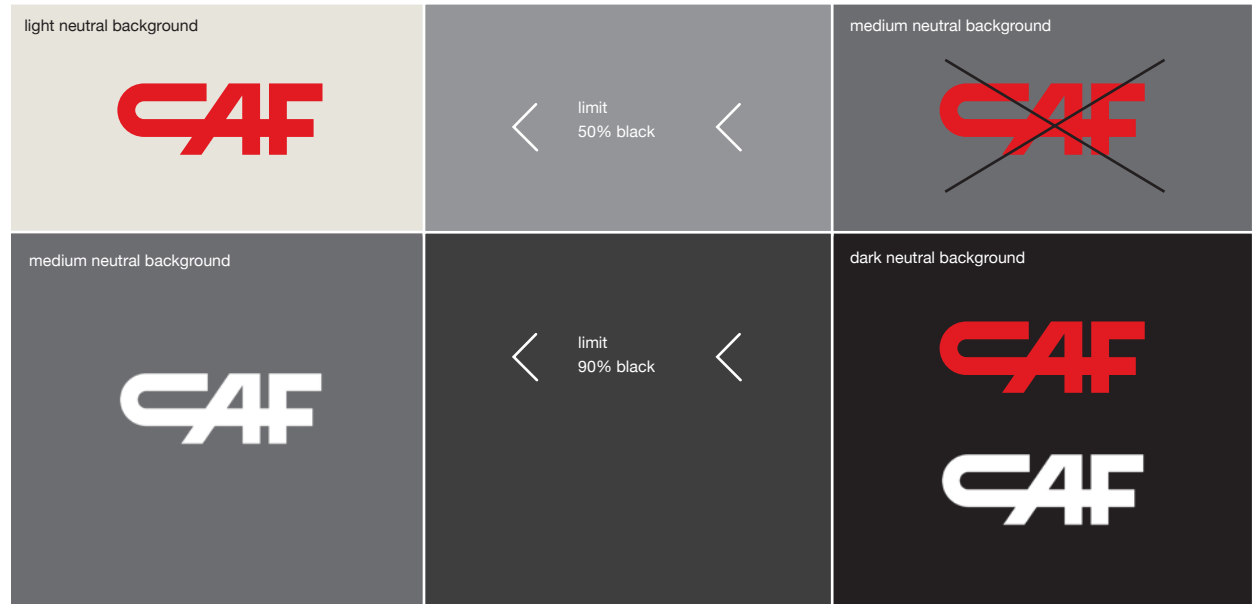 light neutral background
CAF
limit
50% black
medium neutral background
CAF
medium neutral background
CAF
limit
90% black
dark neutral background
CAF
CAF